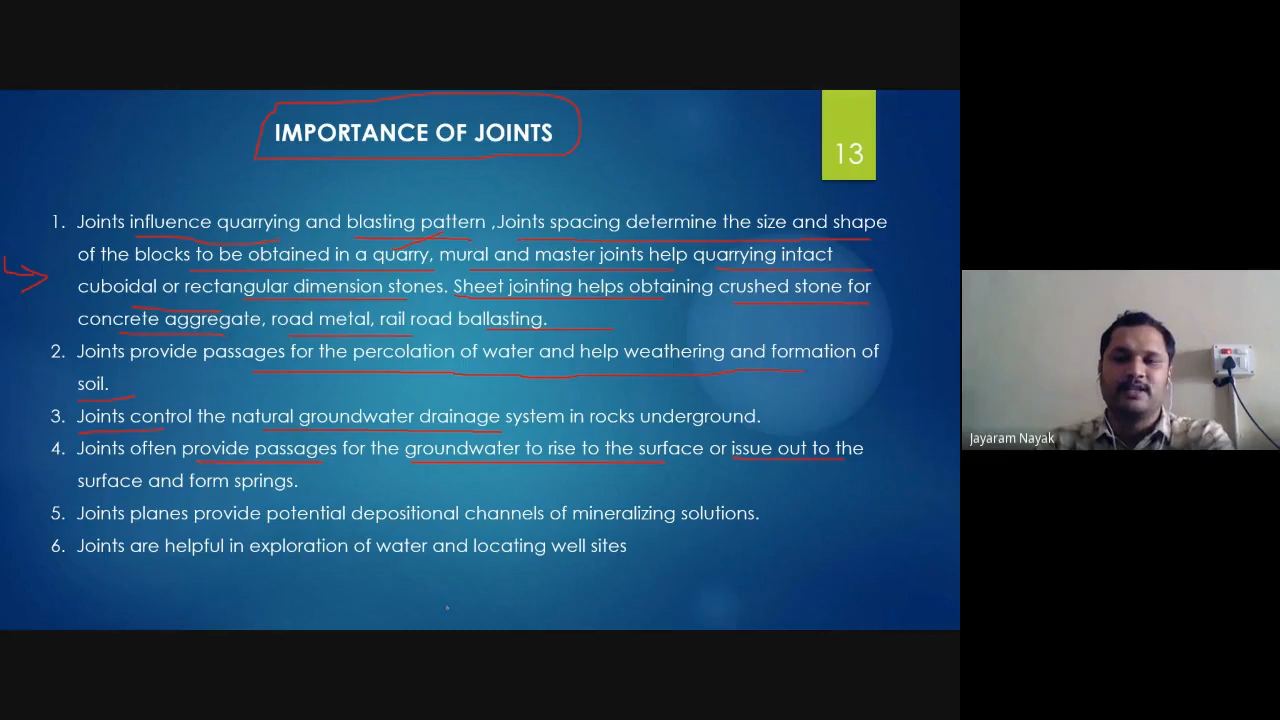 IMPORTANCE OF JOINTS
13
1. Joints influence quarrying and blasting pattern ,Joints spacing determine the size and shape
of the blocks to be obtained in a quarry, mural and master joints help quarrying intact
cuboidal or rectangular dimension stones. Sheet jointing helps obtaining crushed stone for
concrete aggregate, road metal, rail road ballasting.
2. Joints provide passages for the percolation of water and help weathering and formation of
soil.
3. Joints control the natural groundwater drainage system in rocks underground.
4. Joints often provide passages for the groundwater to rise to the surface or issue out to the
surface and form springs.
5. Joints planes provide potential depositional channels of mineralizing solutions.
6. Joints are helpful in exploration of water and locating well sites
Jayaram Nayak